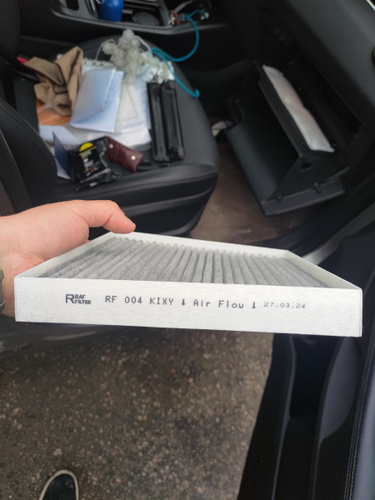 RAF FILTER RF 004 KIXY ↓ Air Flow ↓ 27.03.24